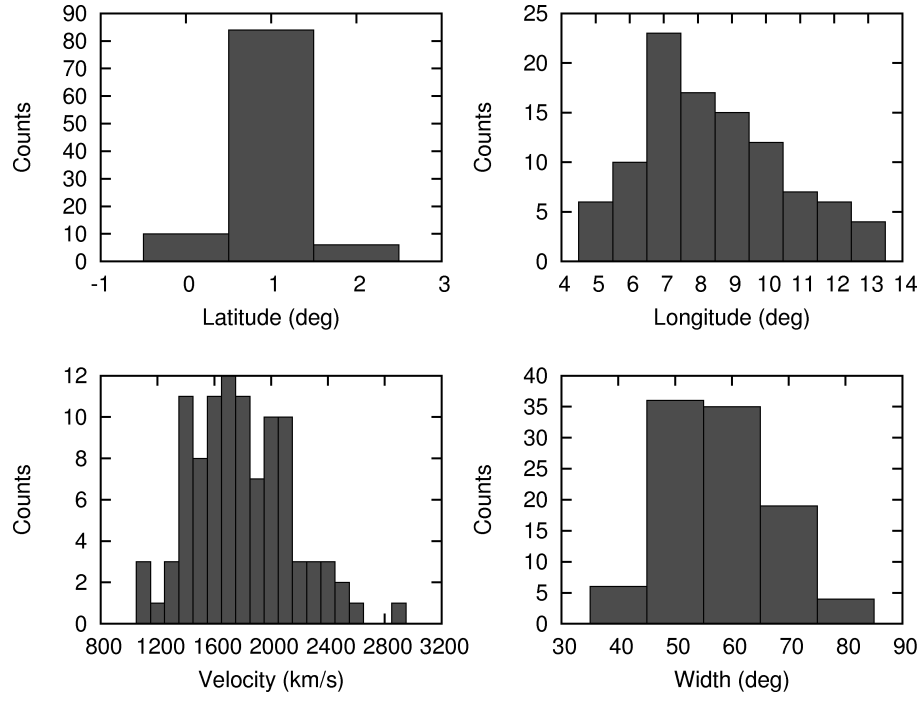 90
80
70
60
50
40
30
20
10
0
Counts
-1 0 1 2 3
Latitude (deg)
25
20
15
10
5
0
Counts
4 5 6 7 8 9 10 11 12 13 14
Longitude (deg)
12
10
8
6
4
2
0
Counts
800 1200 1600 2000 2400 2800 3200
Velocity (km/s)
40
35
30
25
20
15
10
5
0
Counts
30 40 50 60 70 80 90
Width (deg)